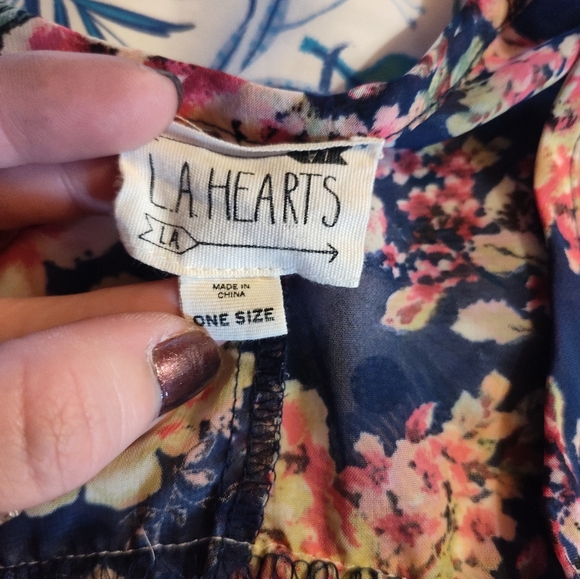 L.A. HEARTS
LA
MADE IN
CHINA
ONE SIZE